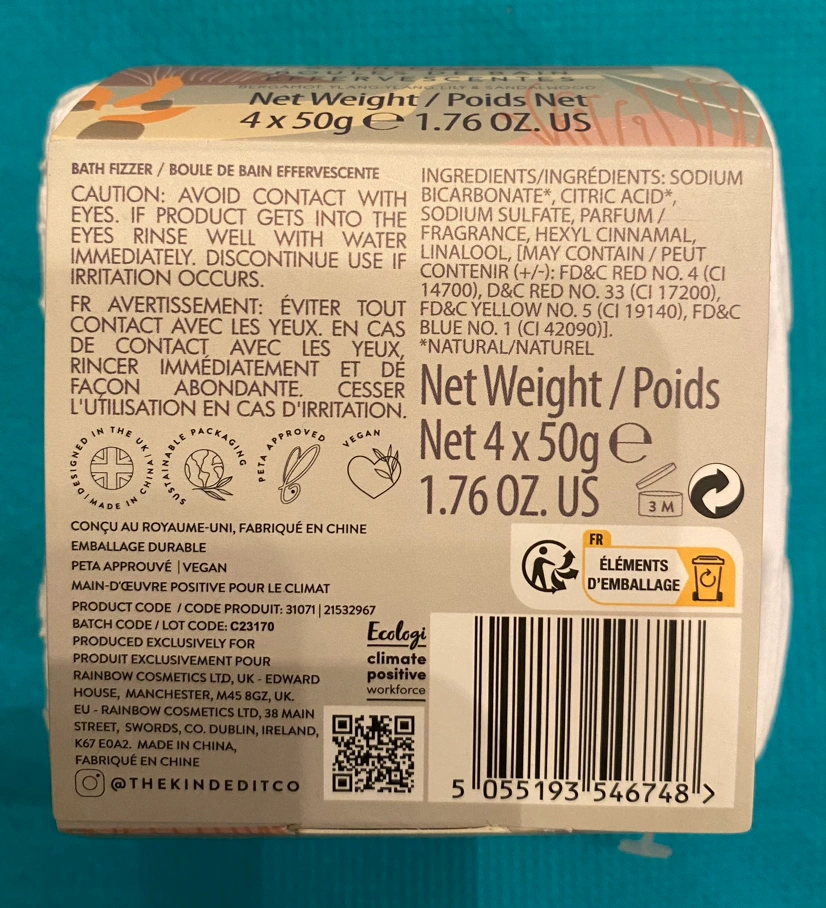 BOULES DE BAIN
EFFERVESCENTES
BERGAMOT, YLANG-YLANG, LILY & SANDALWOOD
Net Weight / Poids Net
4 x 50g ℮ 1.76 OZ. US
BATH FIZZER / BOULE DE BAIN EFFERVESCENTE
CAUTION: AVOID CONTACT WITH
EYES. IF PRODUCT GETS INTO THE
EYES RINSE WELL WITH WATER
IMMEDIATELY. DISCONTINUE USE IF
IRRITATION OCCURS.
FR AVERTISSEMENT: ÉVITER TOUT
CONTACT AVEC LES YEUX. EN CAS
DE CONTACT AVEC LES YEUX,
RINCER IMMÉDIATEMENT ET DE
FAÇON ABONDANTE. CESSER
L'UTILISATION EN CAS D'IRRITATION.
INGREDIENTS/INGRÉDIENTS: SODIUM
BICARBONATE*, CITRIC ACID*,
SODIUM SULFATE, PARFUM /
FRAGRANCE, HEXYL CINNAMAL,
LINALOOL, [MAY CONTAIN / PEUT
CONTENIR (+/-): FD&C RED NO. 4 (CI
14700), D&C RED NO. 33 (CI 17200),
FD&C YELLOW NO. 5 (CI 19140), FD&C
BLUE NO. 1 (CI 42090)].
*NATURAL/NATUREL
Net Weight / Poids
Net 4 x 50g ℮
1.76 OZ. US
3 M
DESIGNED IN THE UK | MADE IN CHINA |
SUSTAINABLE PACKAGING
PETA APPROVED
VEGAN
CONÇU AU ROYAUME-UNI, FABRIQUÉ EN CHINE
EMBALLAGE DURABLE
PETA APPROUVÉ | VEGAN
MAIN-D'ŒUVRE POSITIVE POUR LE CLIMAT
PRODUCT CODE / CODE PRODUIT: 31071 | 21532967
BATCH CODE / LOT CODE: C23170
PRODUCED EXCLUSIVELY FOR
PRODUIT EXCLUSIVEMENT POUR
RAINBOW COSMETICS LTD, UK - EDWARD
HOUSE, MANCHESTER, M45 8GZ, UK.
EU - RAINBOW COSMETICS LTD, 38 MAIN
STREET, SWORDS, CO. DUBLIN, IRELAND,
K67 E0A2. MADE IN CHINA,
FABRIQUÉ EN CHINE
@THEKINDEDITCO
Ecologi
climate
positive
workforce
FR
ÉLÉMENTS
D'EMBALLAGE
5 055193 546748 >